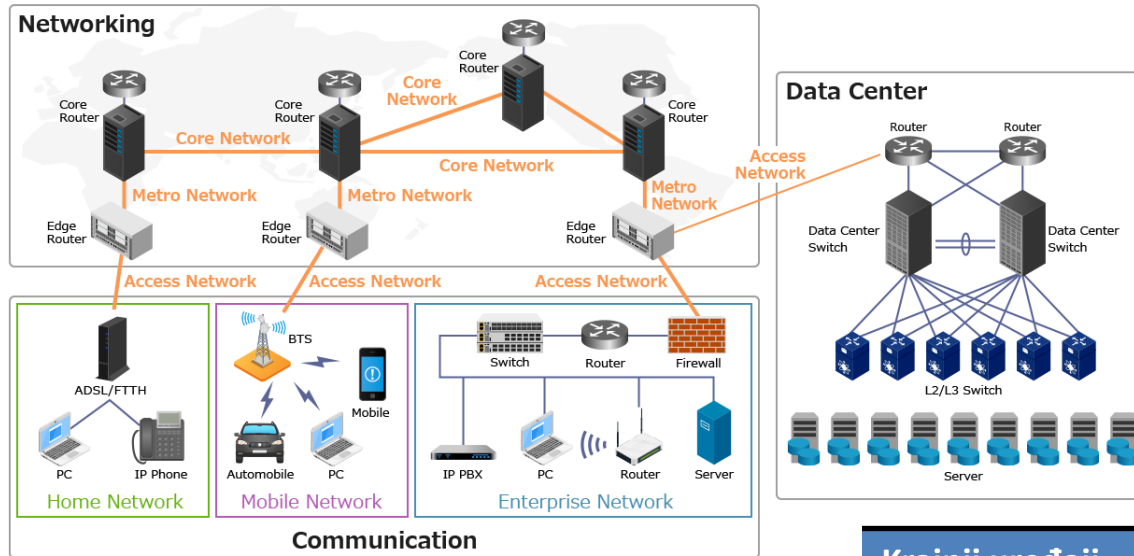 Networking
Core
Router
Core
Router
Core
Router
Core
Router
Core
Network
Core Network
Core Network
Metro Network
Metro Network
Metro
Network
Edge
Router
Edge
Router
Edge
Router
Access Network
Access Network
Access Network
Access
Network
Data Center
Router
Router
Data Center
Switch
Data Center
Switch
L2/L3 Switch
Server
ADSL/FTTH
PC
IP Phone
Home Network
BTS
Mobile
Automobile
PC
Mobile Network
Switch
Router
Firewall
IP PBX
PC
Router
Server
Enterprise Network
Communication
Krajnji uređaji